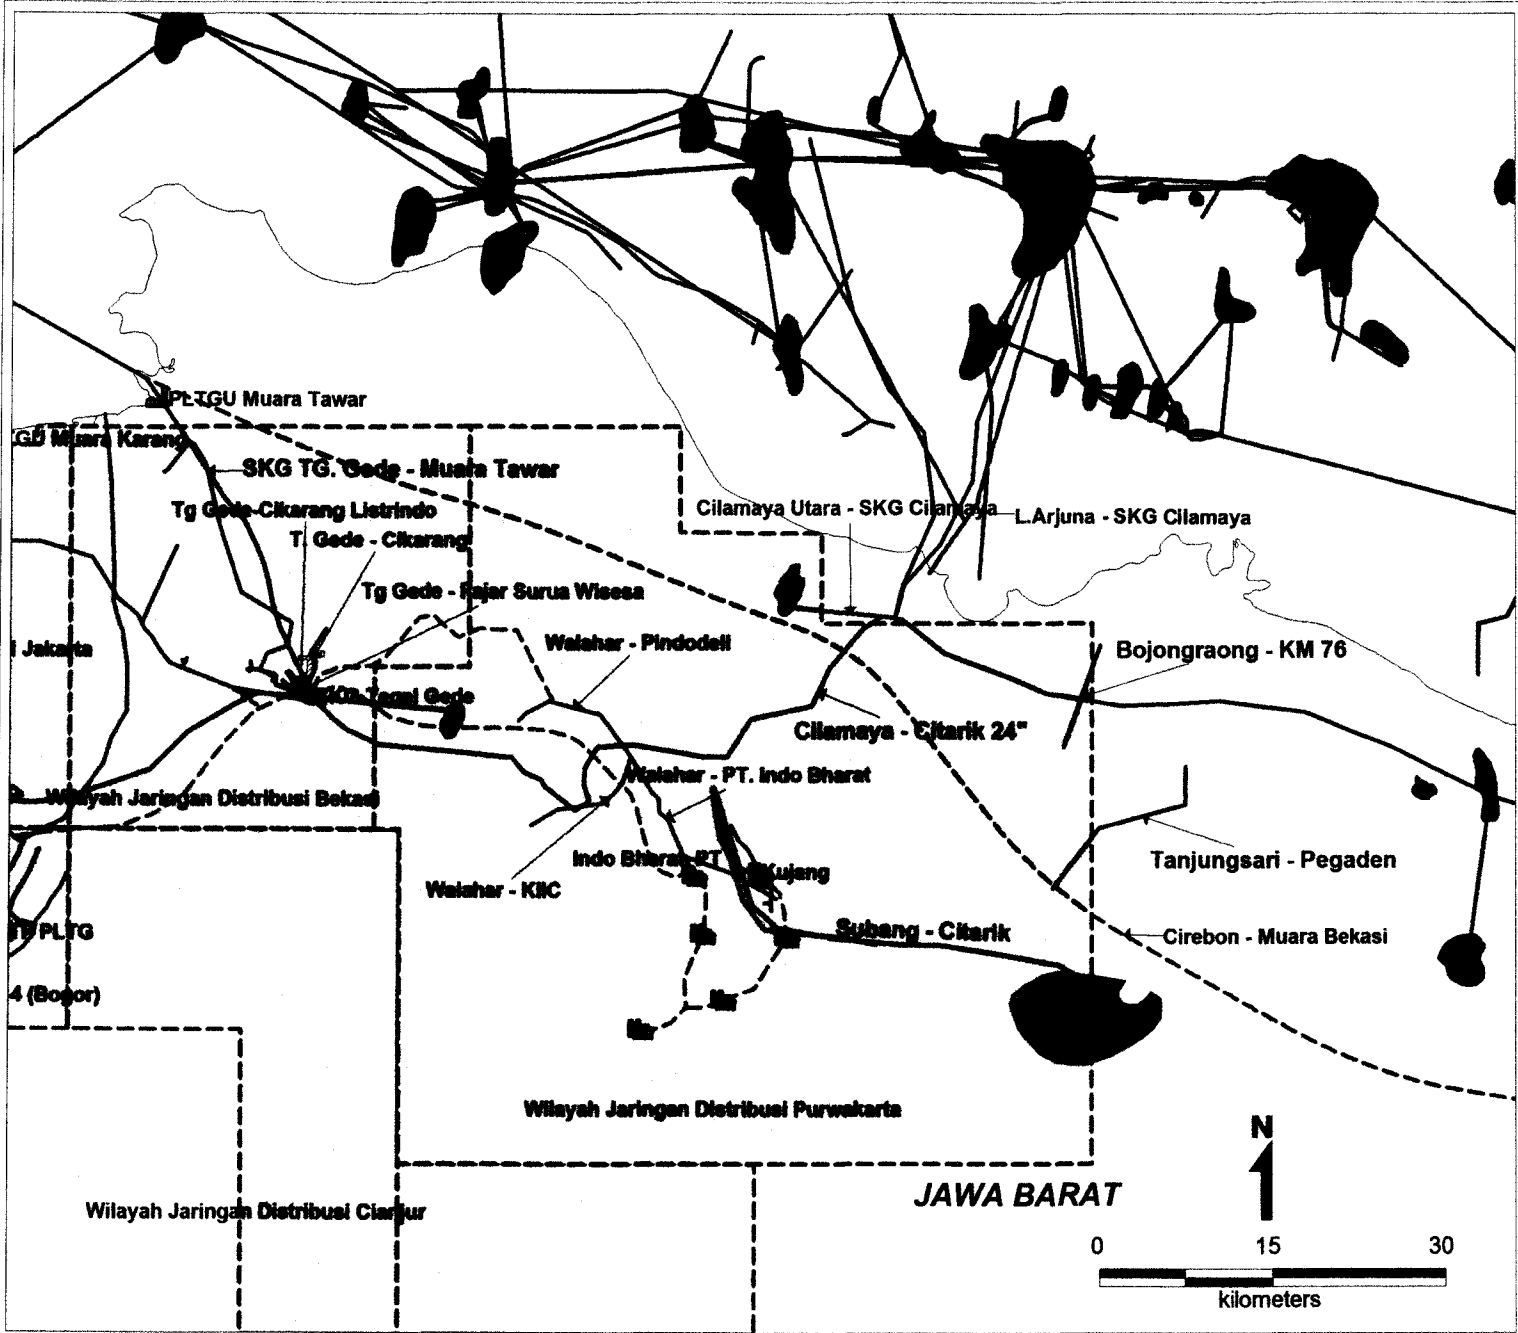 PLTGU Muara Tawar
GU Muara Karang
SKG TG. Gede - Muara Tawar
Tg Gede-Cikarang Listrindo
Cilamaya Utara - SKG Cilamaya
L.Arjuna - SKG Cilamaya
T. Gede - Cikarang
Tg Gede - Fajar Surua Wisesa
Walahar - Pindodeli
Jakarta
Bojongraong - KM 76
Tegal Gede
Cilamaya - Citarik 24"
Walahar - PT. Indo Bharat
Wilayah Jaringan Distribusi Bekasi
Indo Bharat-PT
Kujang
Tanjungsari - Pegaden
Walahar - KIIC
PLTG
Subang - Citarik
Cirebon - Muara Bekasi
4 (Bogor)
Wilayah Jaringan Distribusi Purwakarta
N
JAWA BARAT
Wilayah Jaringan Distribusi Cianjur
0 15 30
kilometers